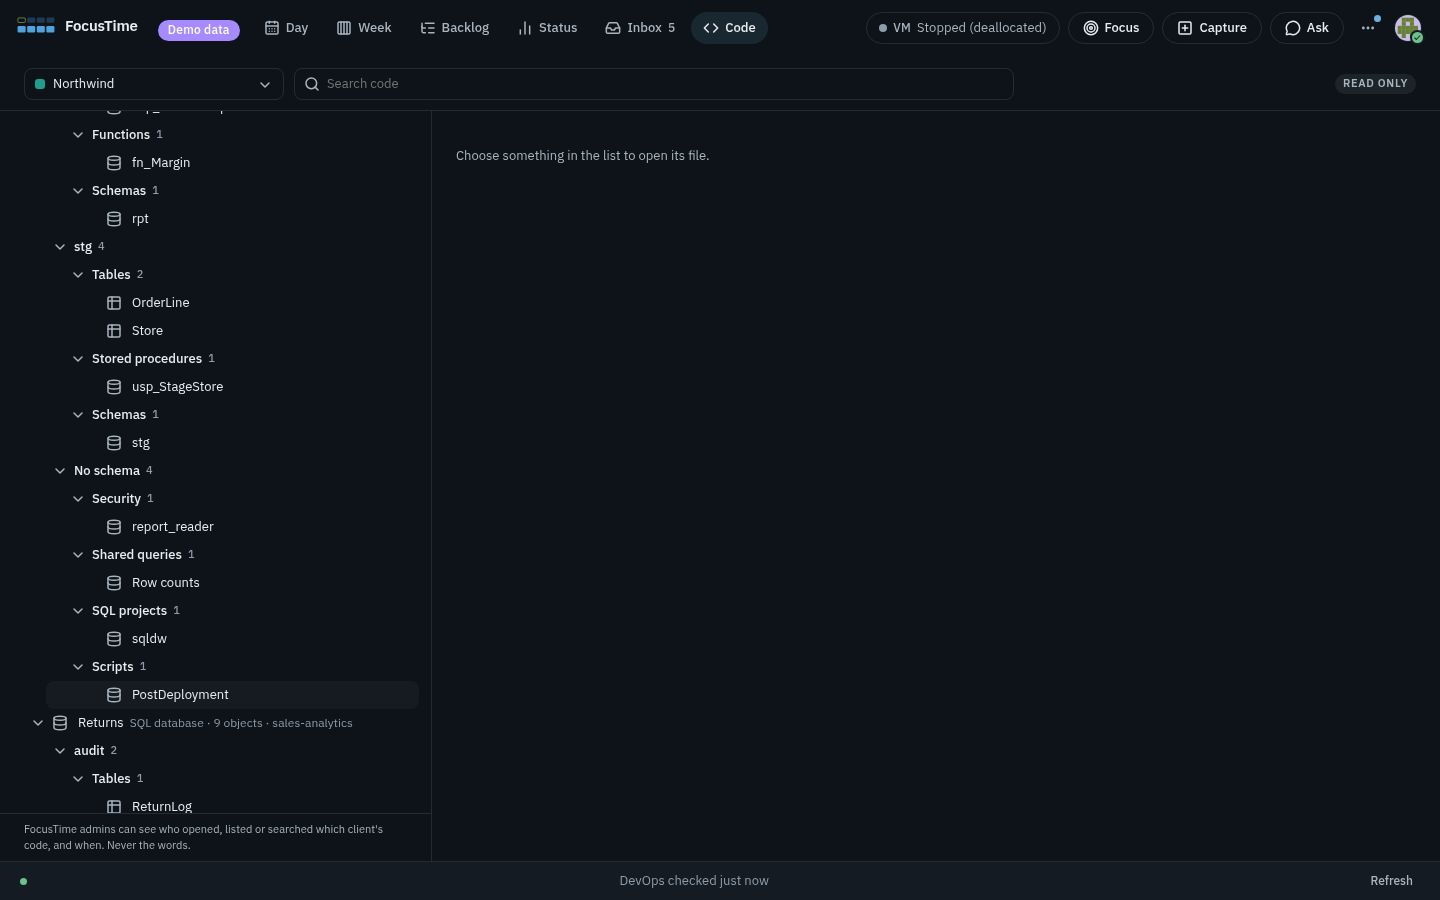 FocusTime
Demo data
Day
Week
Backlog
Status
Inbox 5
Code
VM Stopped (deallocated)
Focus
Capture
Ask
Northwind
Search code
READ ONLY
Functions 1
fn_Margin
Schemas 1
rpt
stg 4
Tables 2
OrderLine
Store
Stored procedures 1
usp_StageStore
Schemas 1
stg
No schema 4
Security 1
report_reader
Shared queries 1
Row counts
SQL projects 1
sqldw
Scripts 1
PostDeployment
Returns SQL database · 9 objects · sales-analytics
audit 2
Tables 1
ReturnLog
FocusTime admins can see who opened, listed or searched which client's
code, and when. Never the words.
Choose something in the list to open its file.
DevOps checked just now
Refresh